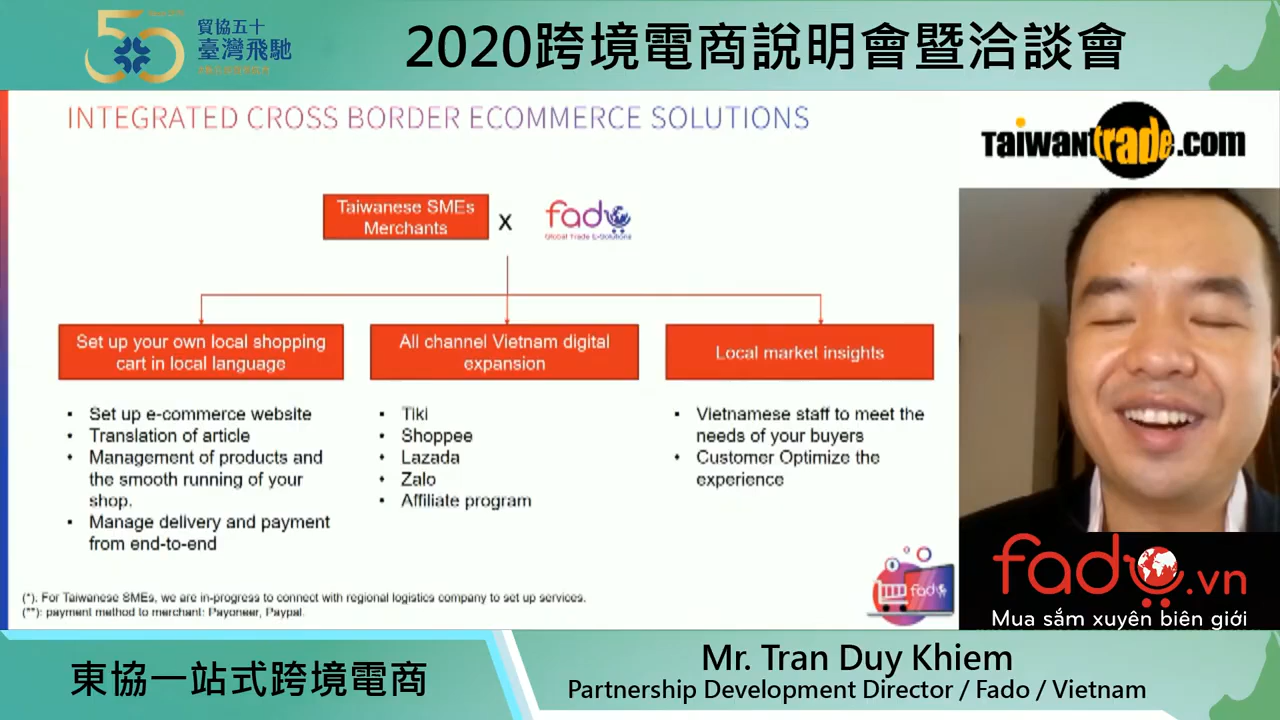 50
貿協五十
臺灣飛馳
2020跨境電商說明會暨洽談會
INTEGRATED CROSS BORDER ECOMMERCE SOLUTIONS
Taiwantrade.com
Taiwanese SMEs
Merchants
X
fado
Global Trade E-Solutions
Set up your own local shopping
cart in local language
All channel Vietnam digital
expansion
Local market insights
• Set up e-commerce website
• Translation of article
• Management of products and
the smooth running of your
shop.
• Manage delivery and payment
from end-to-end
• Tiki
• Shoppee
• Lazada
• Zalo
• Affiliate program
• Vietnamese staff to meet the
needs of your buyers
• Customer Optimize the
experience
fado
(*). For Taiwanese SMEs, we are in-progress to connect with regional logistics company to set up services.
(**): payment method to merchant: Payoneer, Paypal.
fado.vn
Mua sắm xuyên biên giới
東協一站式跨境電商
Mr. Tran Duy Khiem
Partnership Development Director / Fado / Vietnam